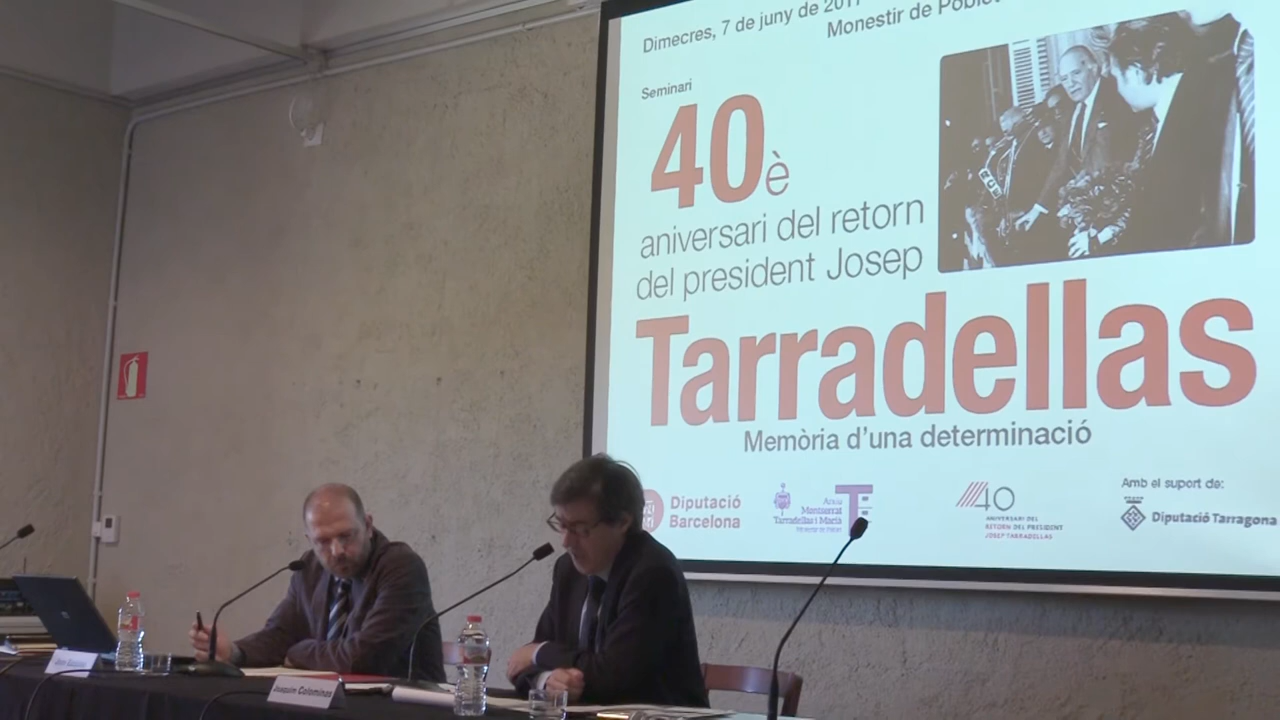 Dimecres, 7 de juny de 2017
Monestir de Poblet
Seminari
40è
aniversari del retorn
del president Josep
Tarradellas
Memòria d'una determinació
Diputació
Barcelona
Arxiu
Montserrat
Tarradellas i Macià
40
ANIVERSARI DEL
RETORN DEL PRESIDENT
JOSEP TARRADELLAS
Amb el suport de:
Diputació Tarragona
Joaquim Colominas